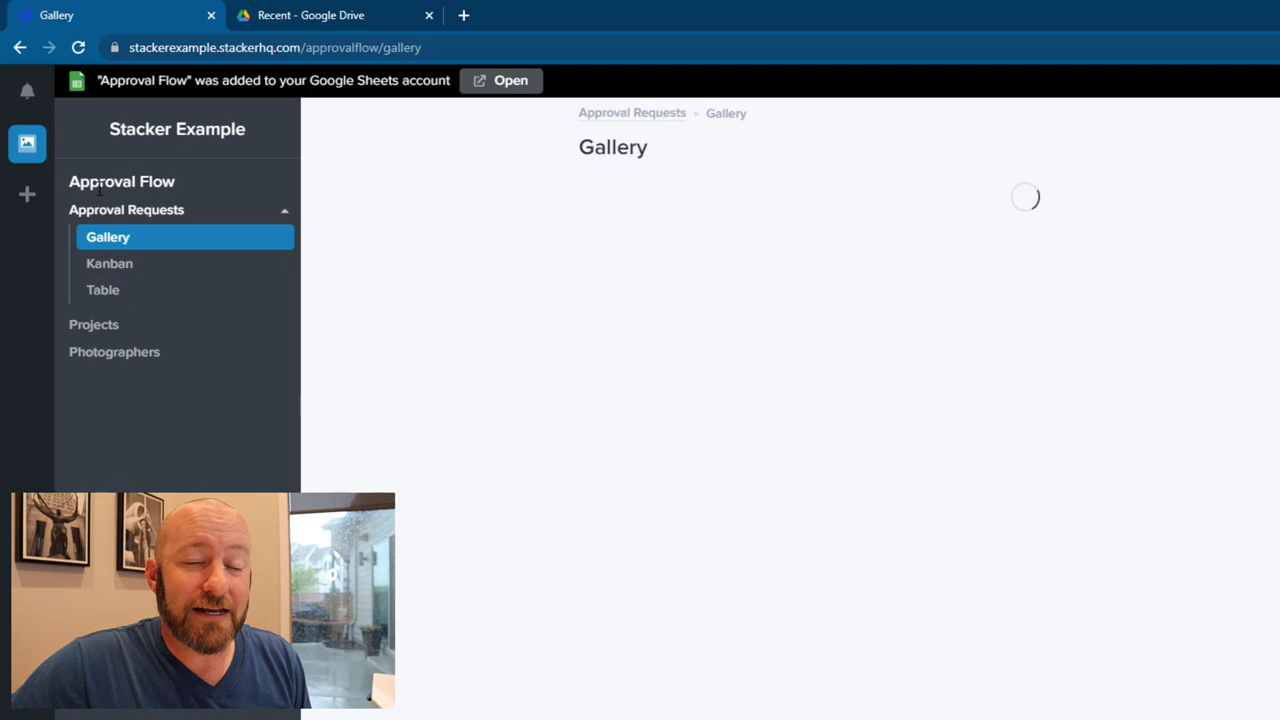 Gallery
Recent - Google Drive
stackerexample.stackerhq.com/approvalflow/gallery
"Approval Flow" was added to your Google Sheets account
Open
Stacker Example
Approval Flow
Approval Requests
Gallery
Kanban
Table
Projects
Photographers
Approval Requests > Gallery
Gallery